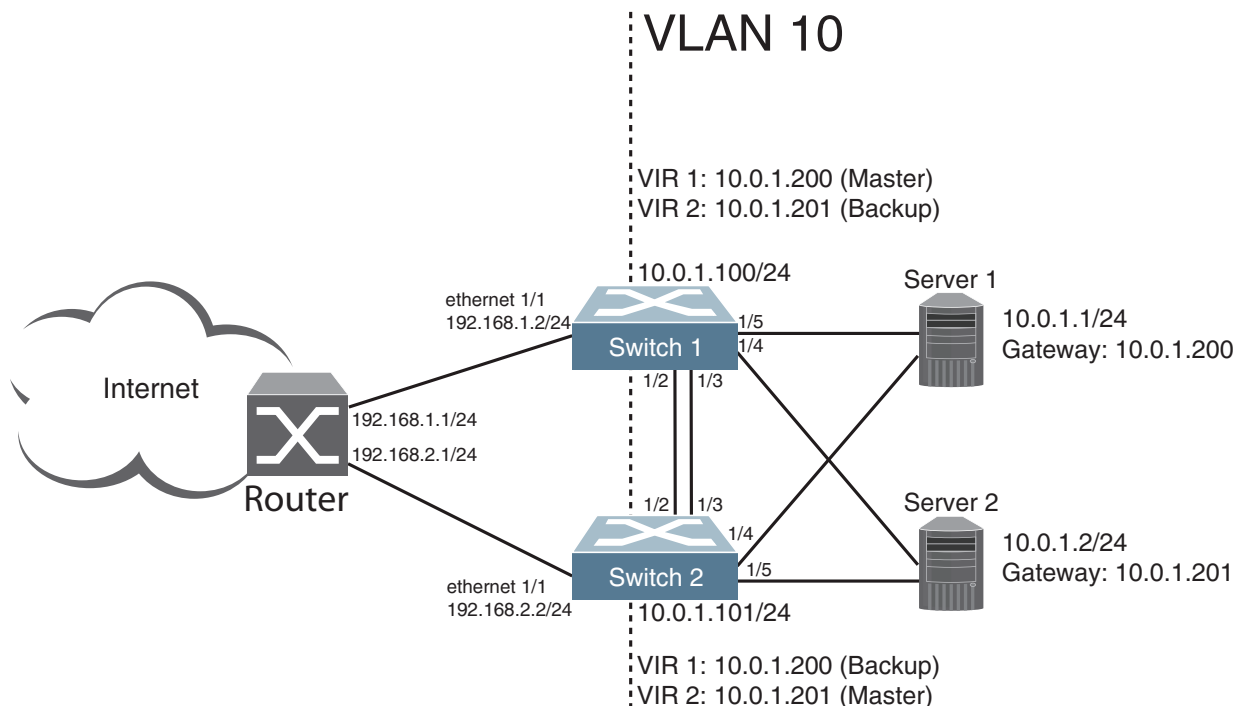 VLAN 10
VIR 1: 10.0.1.200 (Master)
VIR 2: 10.0.1.201 (Backup)
10.0.1.100/24
ethernet 1/1
192.168.1.2/24
Switch 1
1/5
1/4
1/2
1/3
Server 1
10.0.1.1/24
Gateway: 10.0.1.200
Internet
192.168.1.1/24
192.168.2.1/24
Router
1/2
1/3
1/4
1/5
Switch 2
ethernet 1/1
192.168.2.2/24
10.0.1.101/24
Server 2
10.0.1.2/24
Gateway: 10.0.1.201
VIR 1: 10.0.1.200 (Backup)
VIR 2: 10.0.1.201 (Master)